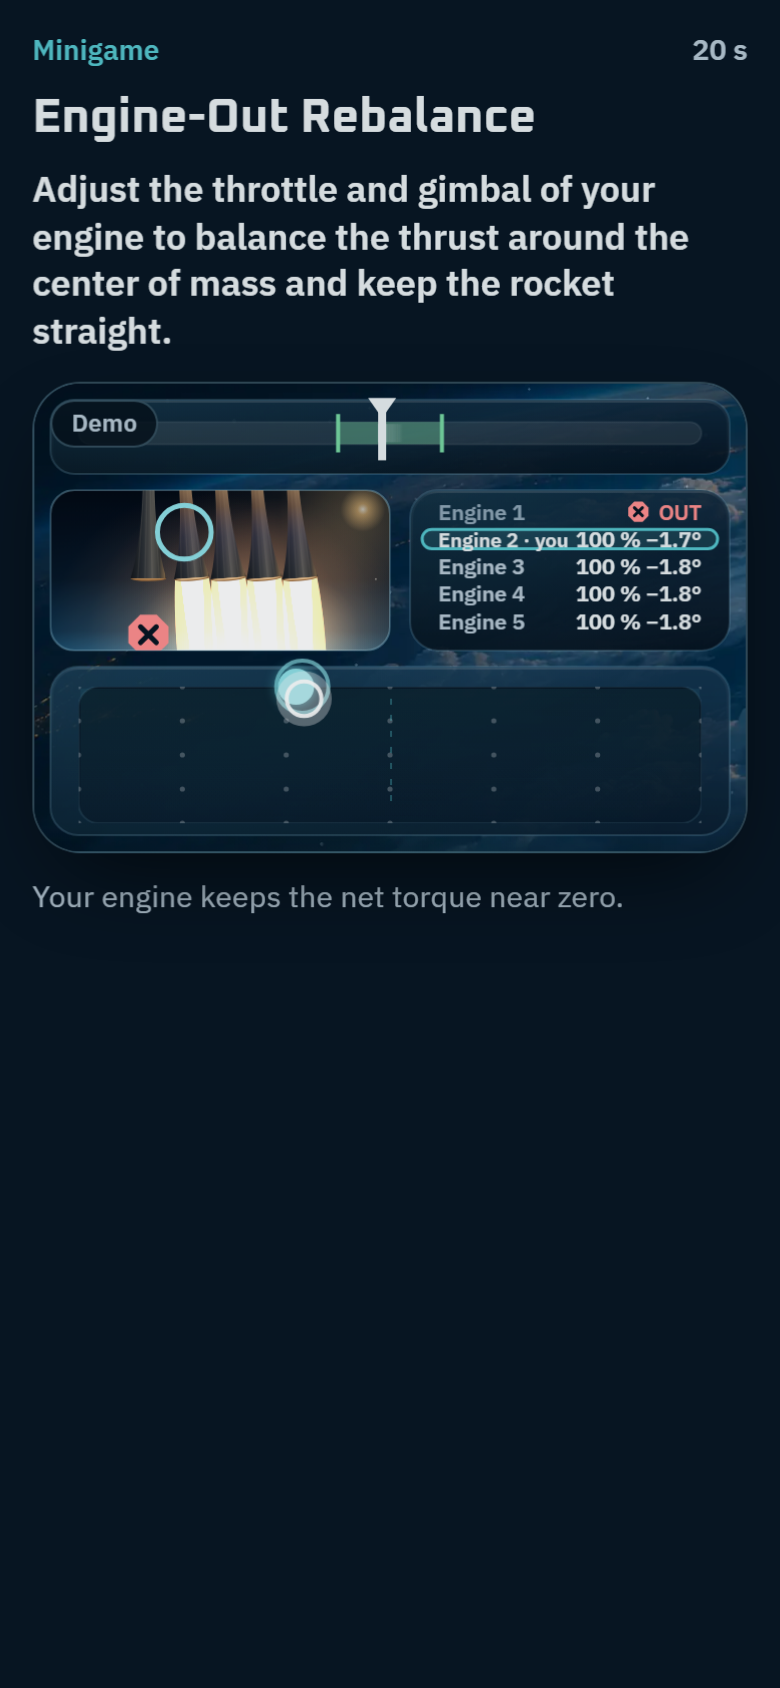 Minigame
20 s
Engine-Out Rebalance
Adjust the throttle and gimbal of your
engine to balance the thrust around the
center of mass and keep the rocket
straight.
Demo
Engine 1 OUT
Engine 2 · you 100 % −1.7°
Engine 3 100 % −1.8°
Engine 4 100 % −1.8°
Engine 5 100 % −1.8°
Your engine keeps the net torque near zero.